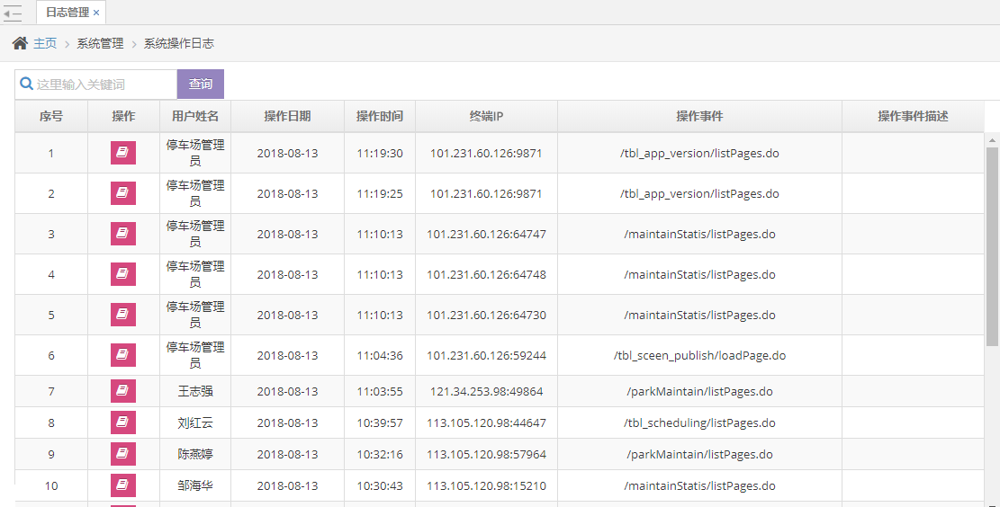 日志管理 ×
主页 > 系统管理 > 系统操作日志
这里输入关键词 查询
序号 操作 用户姓名 操作日期 操作时间 终端IP 操作事件 操作事件描述
1 停车场管理员 2018-08-13 11:19:30 101.231.60.126:9871 /tbl_app_version/listPages.do
2 停车场管理员 2018-08-13 11:19:25 101.231.60.126:9871 /tbl_app_version/listPages.do
3 停车场管理员 2018-08-13 11:10:13 101.231.60.126:64747 /maintainStatis/listPages.do
4 停车场管理员 2018-08-13 11:10:13 101.231.60.126:64748 /maintainStatis/listPages.do
5 停车场管理员 2018-08-13 11:10:13 101.231.60.126:64730 /maintainStatis/listPages.do
6 停车场管理员 2018-08-13 11:04:36 101.231.60.126:59244 /tbl_sceen_publish/loadPage.do
7 王志强 2018-08-13 11:03:55 121.34.253.98:49864 /parkMaintain/listPages.do
8 刘红云 2018-08-13 10:39:57 113.105.120.98:44647 /tbl_scheduling/listPages.do
9 陈燕婷 2018-08-13 10:32:16 113.105.120.98:57964 /parkMaintain/listPages.do
10 邹海华 2018-08-13 10:30:43 113.105.120.98:15210 /maintainStatis/listPages.do